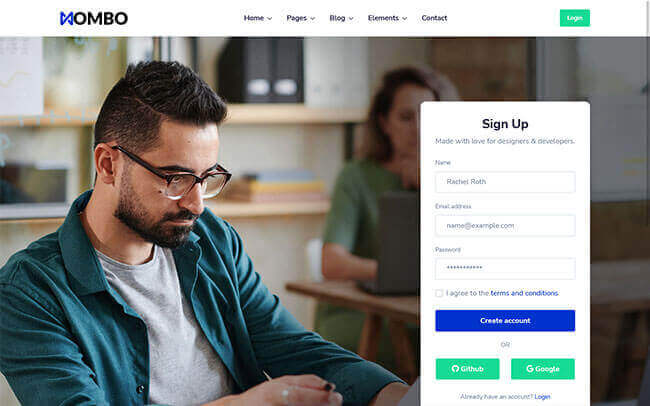 MOMBO
Home Pages Blog Elements Contact
Login
Sign Up
Made with love for designers & developers.
Name
Rachel Roth
Email address
name@example.com
Password
***********
I agree to the terms and conditions
Create account
OR
Github
Google
Already have an account? Login